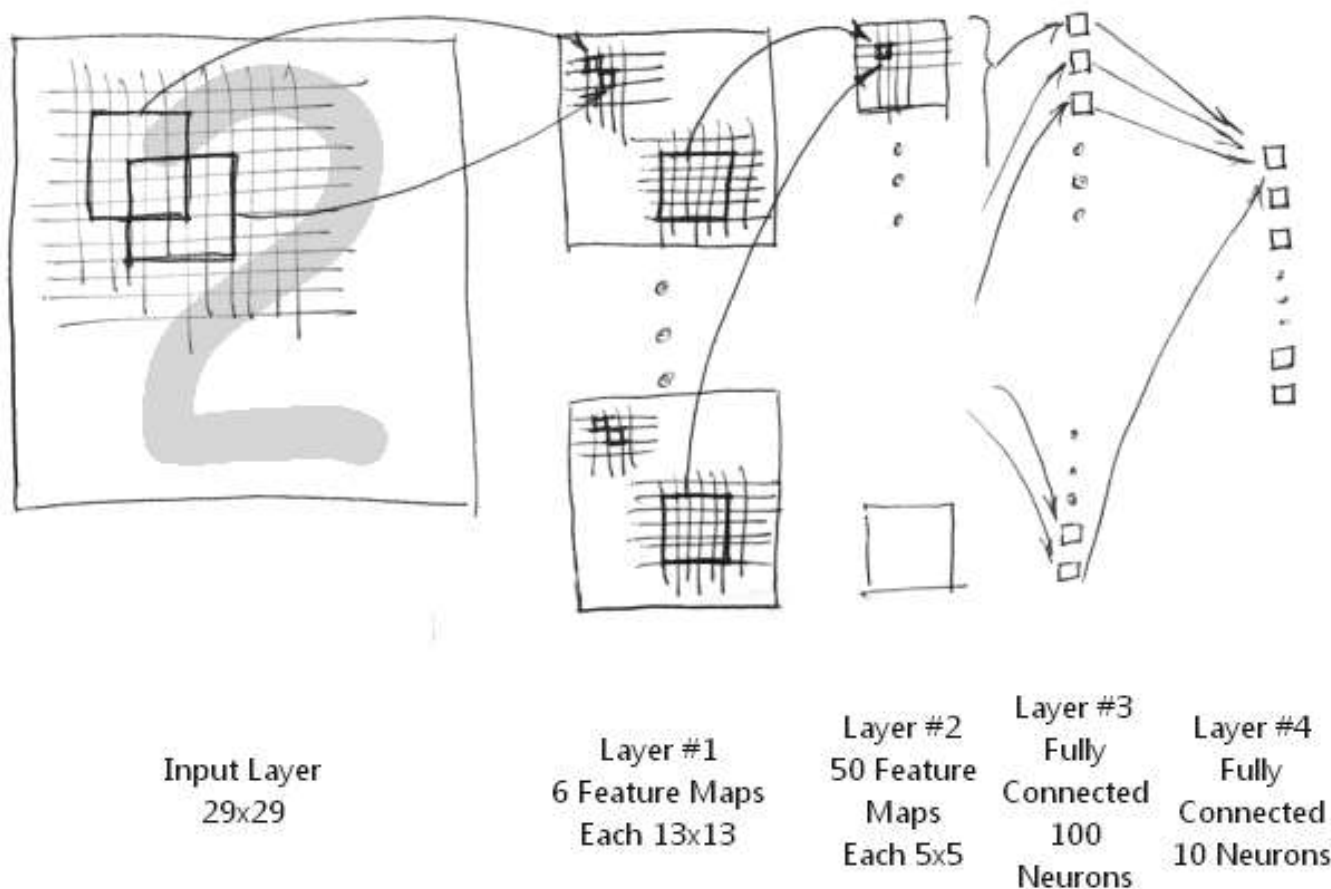 2
Input Layer
29x29
Layer #1
6 Feature Maps
Each 13x13
Layer #2
50 Feature
Maps
Each 5x5
Layer #3
Fully
Connected
100
Neurons
Layer #4
Fully
Connected
10 Neurons